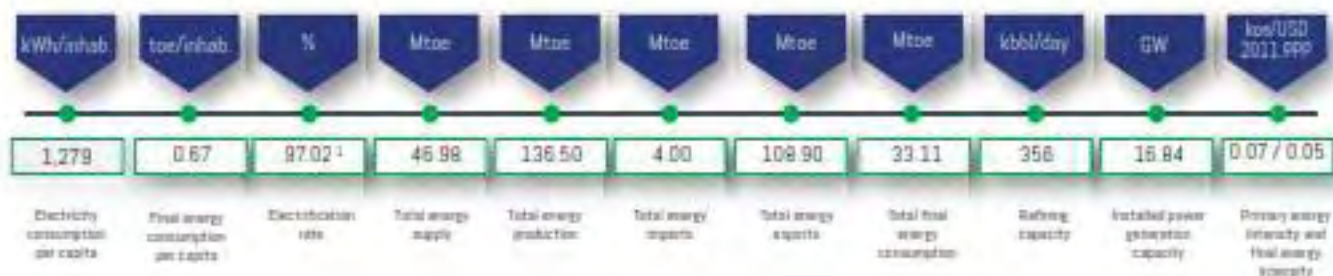 kWh/inhab.
toe/inhab.
%
Mtoe
Mtoe
Mtoe
Mtoe
Mtoe
kbbl/day
GW
koe/USD
2011 PPP
1,279
0.67
97.02 ¹
46.98
136.50
4.00
109.90
33.11
356
16.84
0.07 / 0.05
Electricity
consumption
per capita
Final energy
consumption
per capita
Electrification
rate
Total energy
supply
Total energy
production
Total energy
imports
Total energy
exports
Total final
energy
consumption
Refining
capacity
Installed power
generation
capacity
Primary energy
intensity and
final energy
intensity